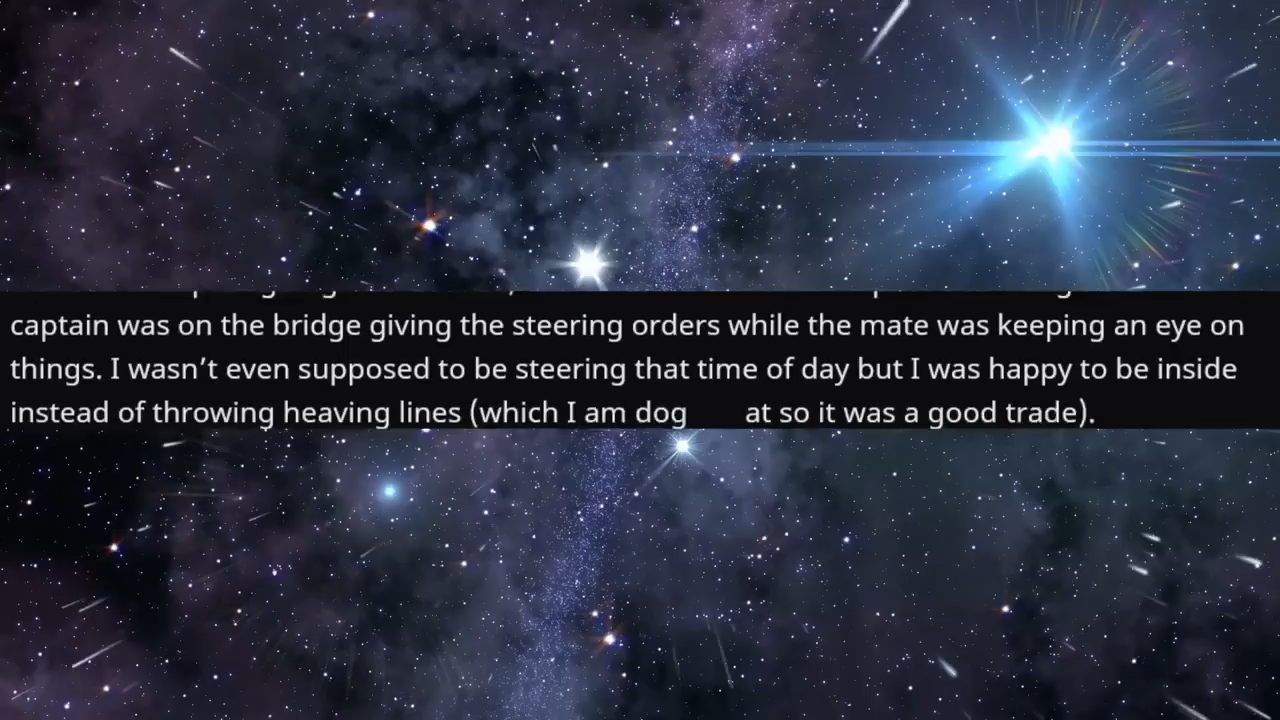 captain was on the bridge giving the steering orders while the mate was keeping an eye on
things. I wasn’t even supposed to be steering that time of day but I was happy to be inside
instead of throwing heaving lines (which I am dog at so it was a good trade).